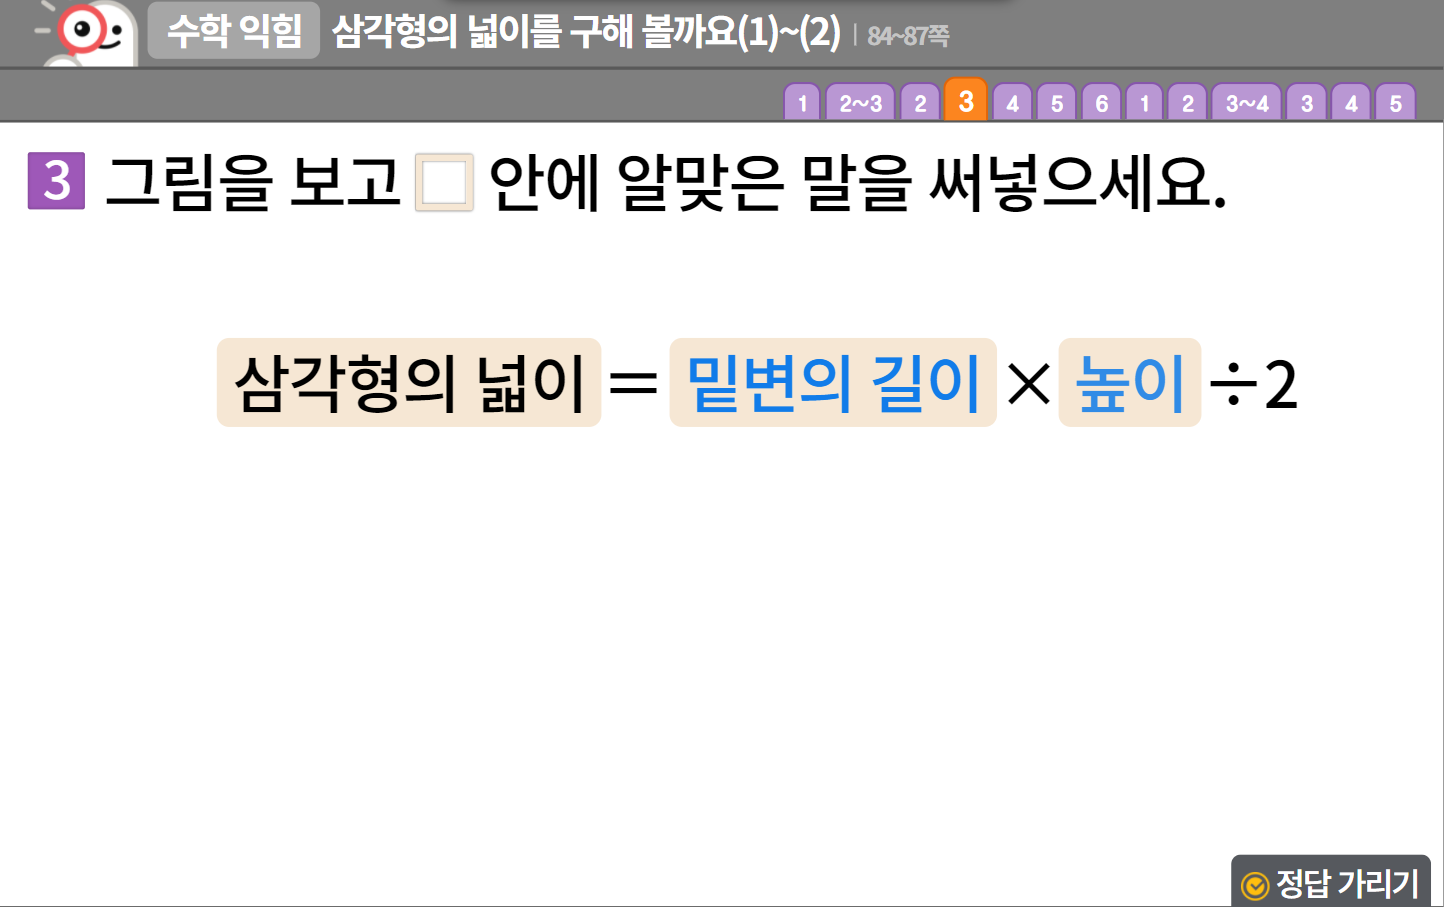 수학 익힘 삼각형의 넓이를 구해 볼까요(1)~(2) | 84~87쪽
1 2~3 2 3 4 5 6 1 2 3~4 3 4 5
3 그림을 보고 □ 안에 알맞은 말을 써넣으세요.
삼각형의 넓이 = 밑변의 길이 × 높이 ÷2
정답 가리기